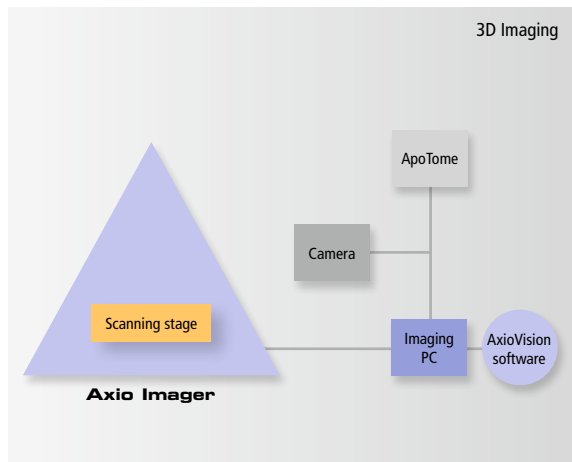 3D Imaging
ApoTome
Camera
Scanning stage
Imaging
PC
AxioVision
software
Axio Imager